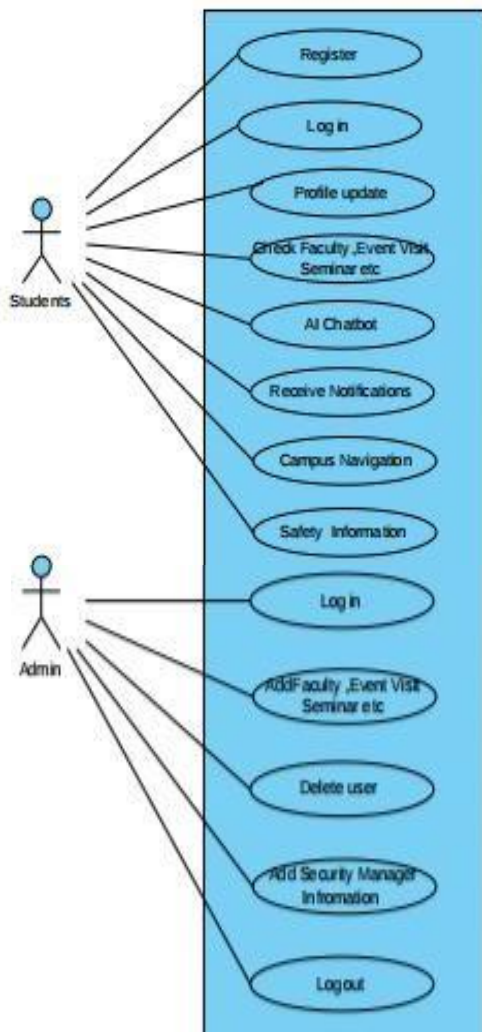 Register
Log in
Profile update
Check Faculty ,Event Visit
Seminar etc
Students
AI Chatbot
Receive Notifications
Campus Navigation
Safety Information
Log in
Admin
AddFaculty ,Event Visit
Seminar etc
Delete user
Add Security Manager
Infromation
Logout